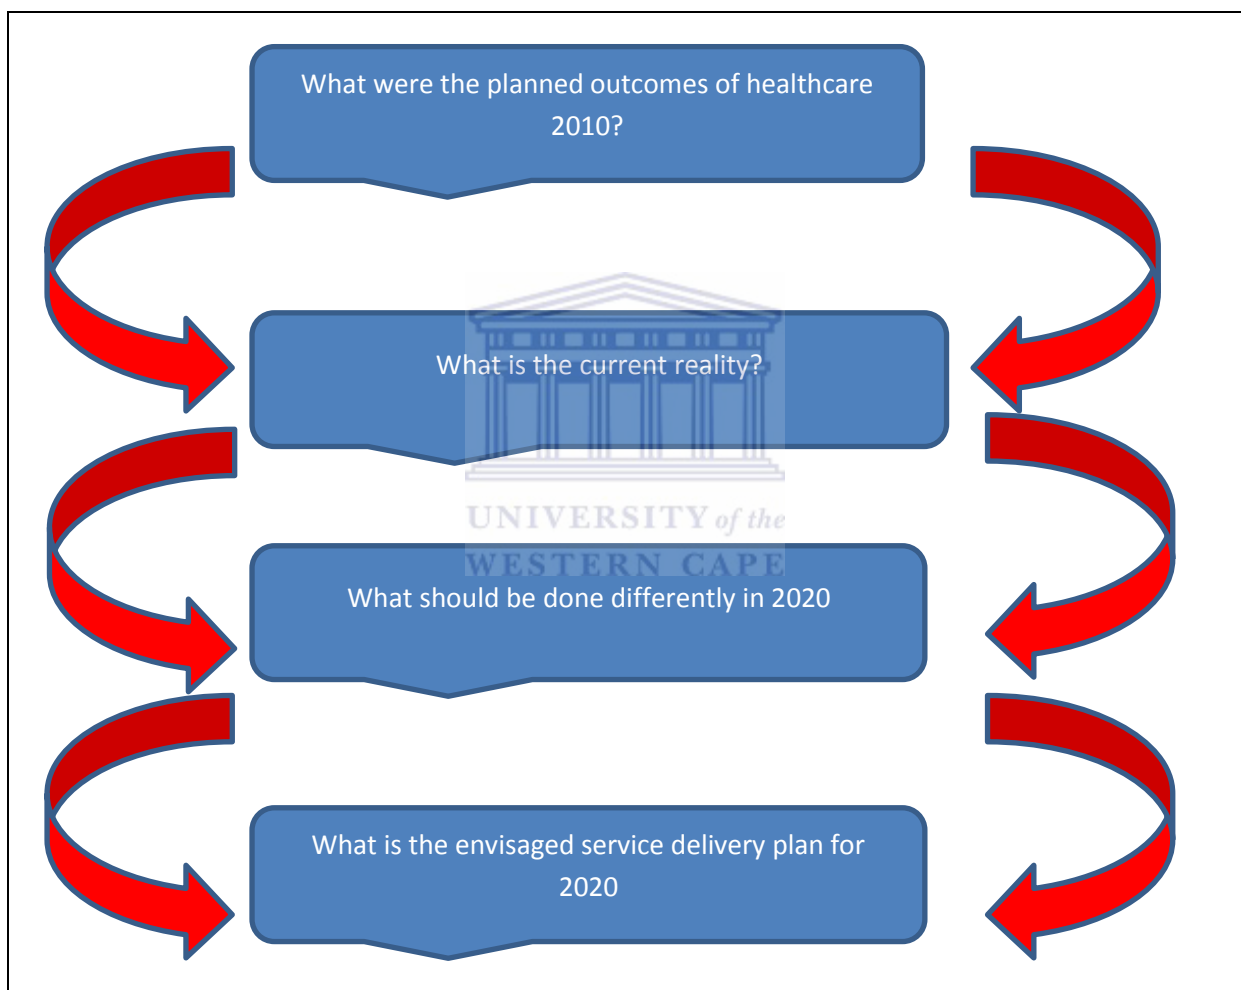 What were the planned outcomes of healthcare
2010?
What is the current reality?
UNIVERSITY of the
WESTERN CAPE
What should be done differently in 2020
What is the envisaged service delivery plan for
2020